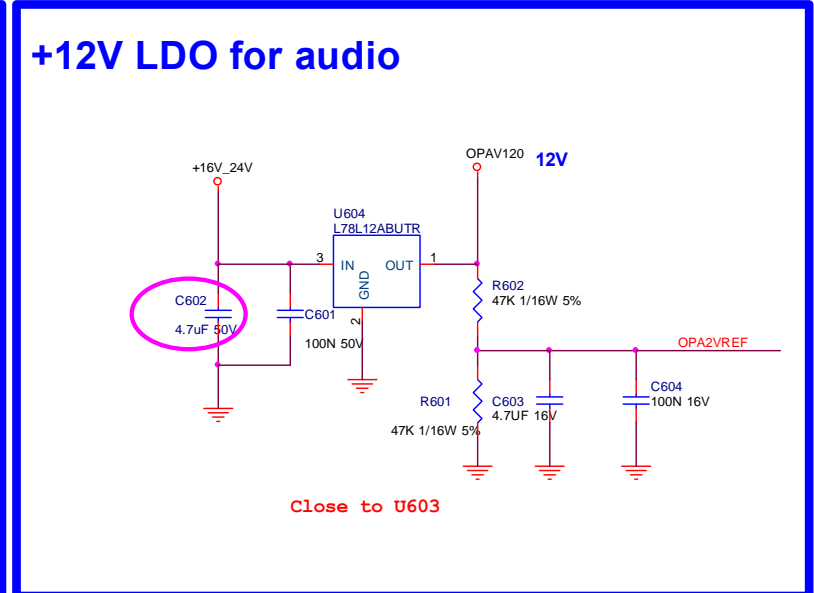 +12V LDO for audio
+16V_24V
OPAV120
12V
U604
L78L12ABUTR
3
IN
OUT
1
GND
2
C602
4.7uF 50V
C601
100N 50V
R602
47K 1/16W 5%
OPA2VREF
R601
47K 1/16W 5%
C603
4.7UF 16V
C604
100N 16V
Close to U603